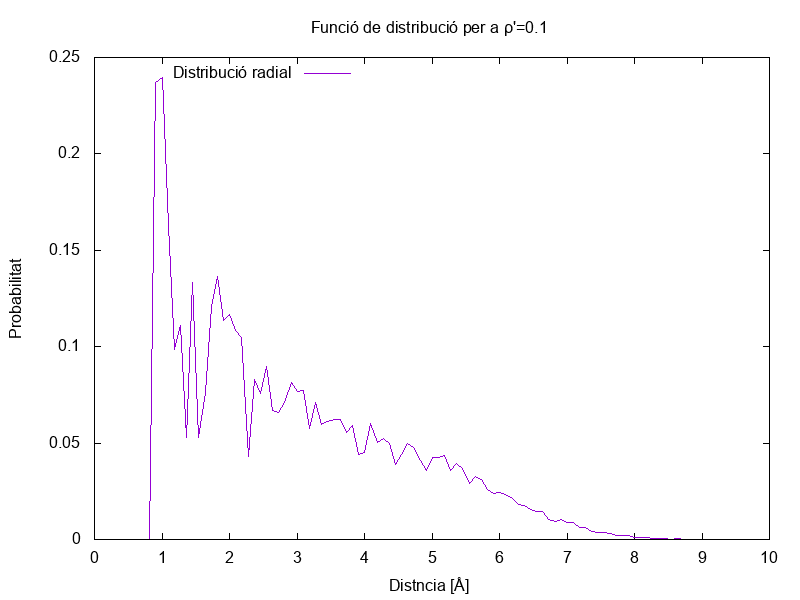 Funció de distribució per a ρ'=0.1
Distribució radial
0.25
0.2
0.15
0.1
0.05
0
Probabilitat
0 1 2 3 4 5 6 7 8 9 10
Distncia [Å]